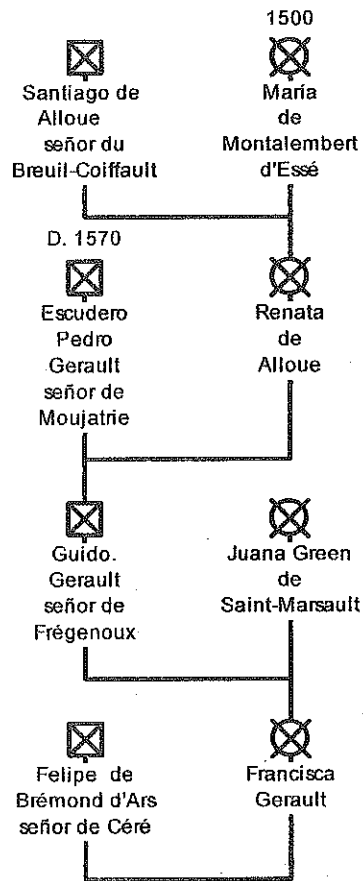 1500
Santiago de
Alloue
señor du
Breuil-Coiffault
María
de
Montalembert
d'Essé
D. 1570
Escudero
Pedro
Gerault
señor de
Moujatrie
Renata
de
Alloue
Guido.
Gerault
señor de
Frégenoux
Juana Green
de
Saint-Marsault
Felipe de
Brémond d'Ars
señor de Céré
Francisca
Gerault